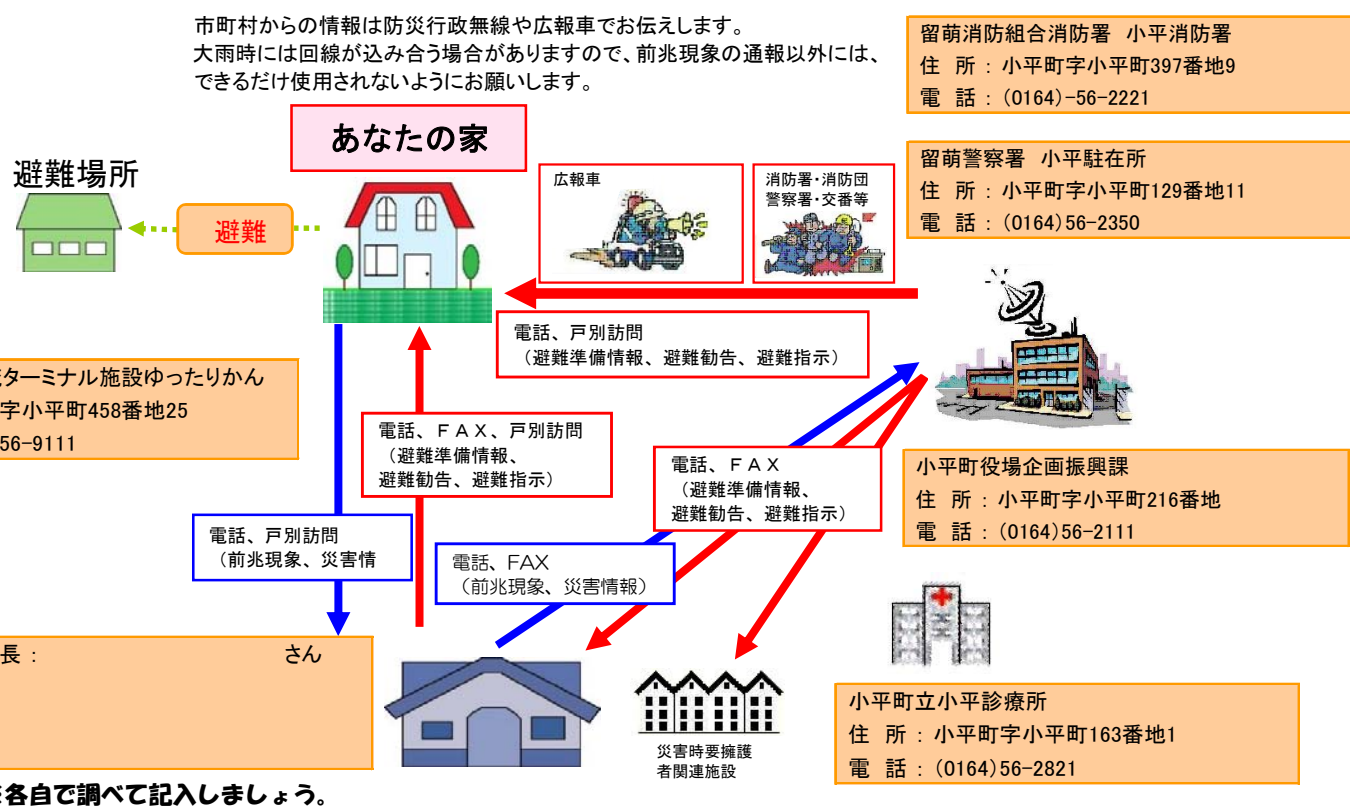 市町村からの情報は防災行政無線や広報車でお伝えします。
大雨時には回線が込み合う場合がありますので、前兆現象の通報以外には、
できるだけ使用されないようにお願いします。
留萌消防組合消防署 小平消防署
住 所 : 小平町字小平町397番地9
電 話 : (0164)-56-2221
あなたの家
避難場所
避難
広報車
消防署・消防団
警察署・交番等
留萌警察署 小平駐在所
住 所 : 小平町字小平町129番地11
電 話 : (0164)56-2350
電話、戸別訪問
(避難準備情報、避難勧告、避難指示)
ターミナル施設ゆったりかん
字小平町458番地25
56-9111
電話、FAX、戸別訪問
(避難準備情報、
避難勧告、避難指示)
電話、FAX
(避難準備情報、
避難勧告、避難指示)
小平町役場企画振興課
住 所 : 小平町字小平町216番地
電 話 : (0164)56-2111
電話、戸別訪問
(前兆現象、災害情
電話、FAX
(前兆現象、災害情報)
長 : さん
災害時要擁護
者関連施設
小平町立小平診療所
住 所 : 小平町字小平町163番地1
電 話 : (0164)56-2821
各自で調べて記入しましょう。